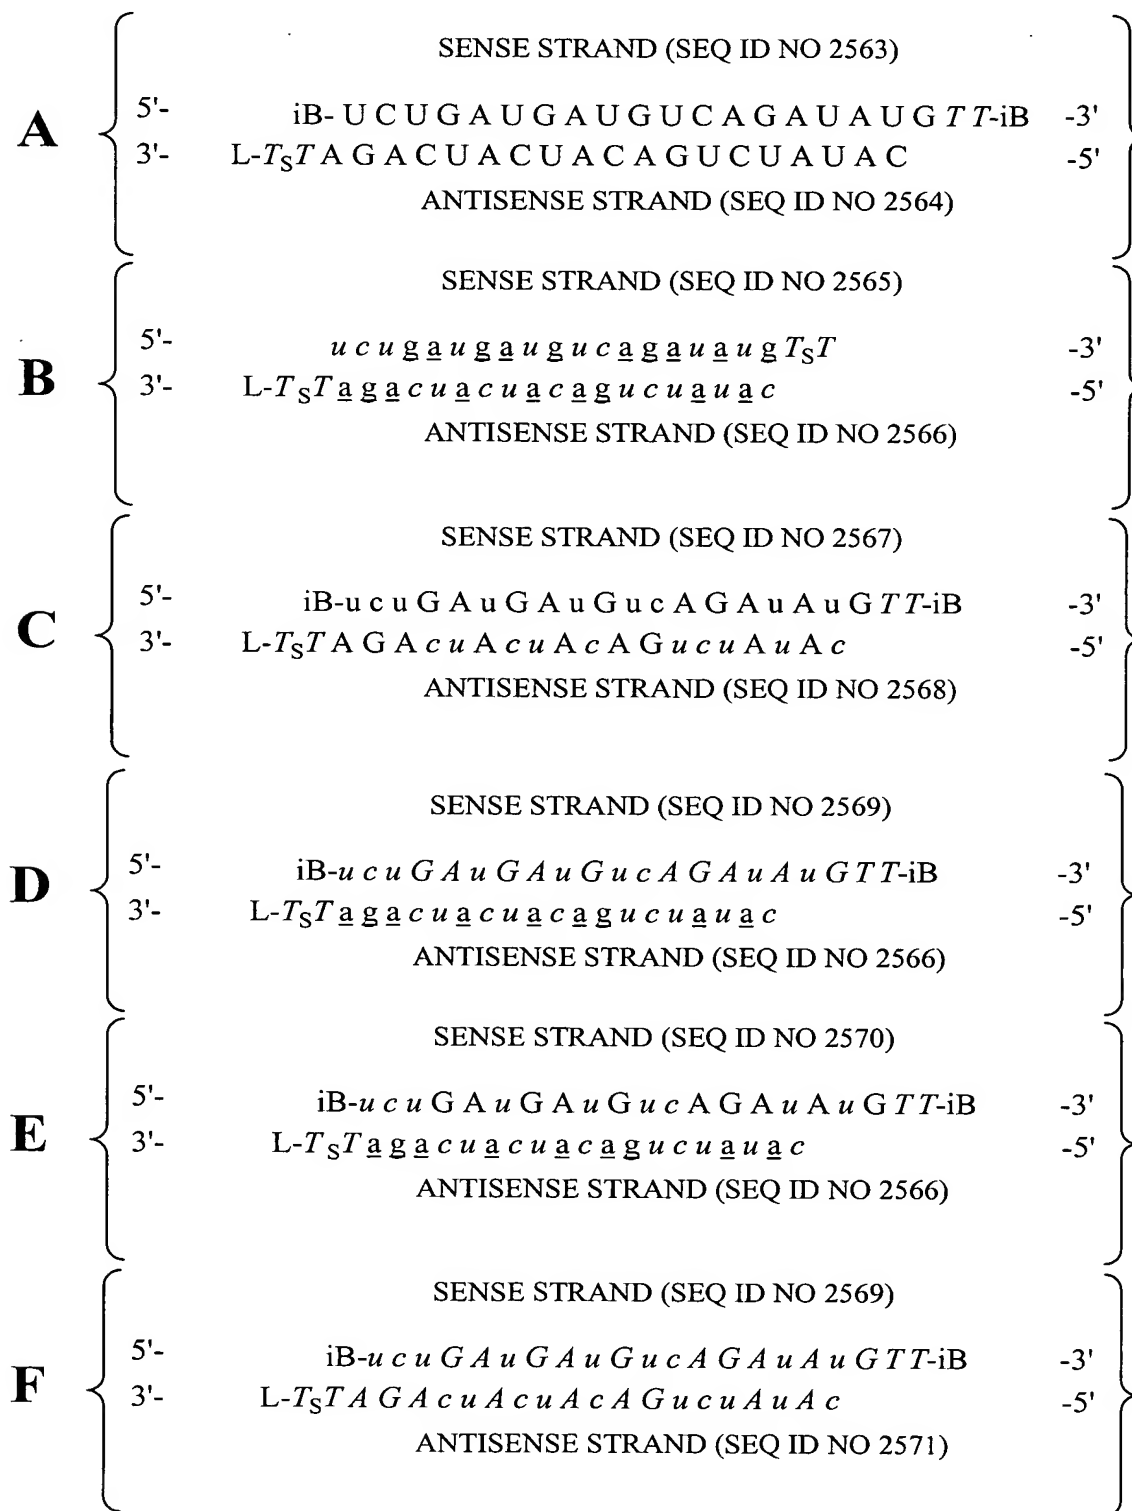 SENSE STRAND (SEQ ID NO 2563)
A
5'- iB- U C U G A U G A U G U C A G A U A U G T T-iB -3'
3'- L-TST A G A C U A C U A C A G U C U A U A C -5'
ANTISENSE STRAND (SEQ ID NO 2564)
SENSE STRAND (SEQ ID NO 2565)
B
5'- u c u g a u g a u g u c a g a u a u g TST -3'
3'- L-TST a g a c u a c u a c a g u c u a u a c -5'
ANTISENSE STRAND (SEQ ID NO 2566)
SENSE STRAND (SEQ ID NO 2567)
C
5'- iB-u c u G A u G A u G u c A G A u A u G T T-iB -3'
3'- L-TST A G A c u A c u A c A G u c u A u A c -5'
ANTISENSE STRAND (SEQ ID NO 2568)
SENSE STRAND (SEQ ID NO 2569)
D
5'- iB-u c u G A u G A u G u c A G A u A u G T T-iB -3'
3'- L-TST a g a c u a c u a c a g u c u a u a c -5'
ANTISENSE STRAND (SEQ ID NO 2566)
SENSE STRAND (SEQ ID NO 2570)
E
5'- iB-u c u G A u G A u G u c A G A u A u G T T-iB -3'
3'- L-TST a g a c u a c u a c a g u c u a u a c -5'
ANTISENSE STRAND (SEQ ID NO 2566)
SENSE STRAND (SEQ ID NO 2569)
F
5'- iB-u c u G A u G A u G u c A G A u A u G T T-iB -3'
3'- L-TST A G A c u A c u A c A G u c u A u A c -5'
ANTISENSE STRAND (SEQ ID NO 2571)